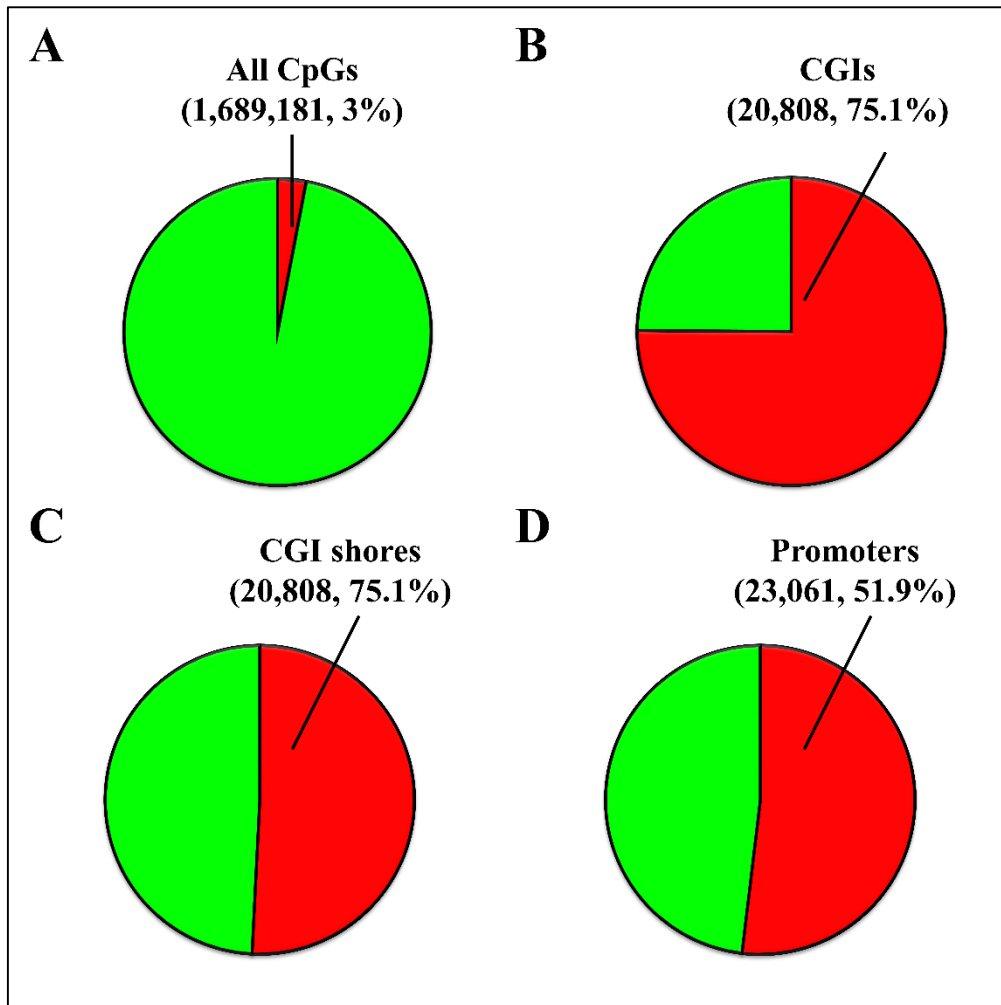 A
All CpGs
(1,689,181, 3%)
B
CGIs
(20,808, 75.1%)
C
CGI shores
(20,808, 75.1%)
D
Promoters
(23,061, 51.9%)